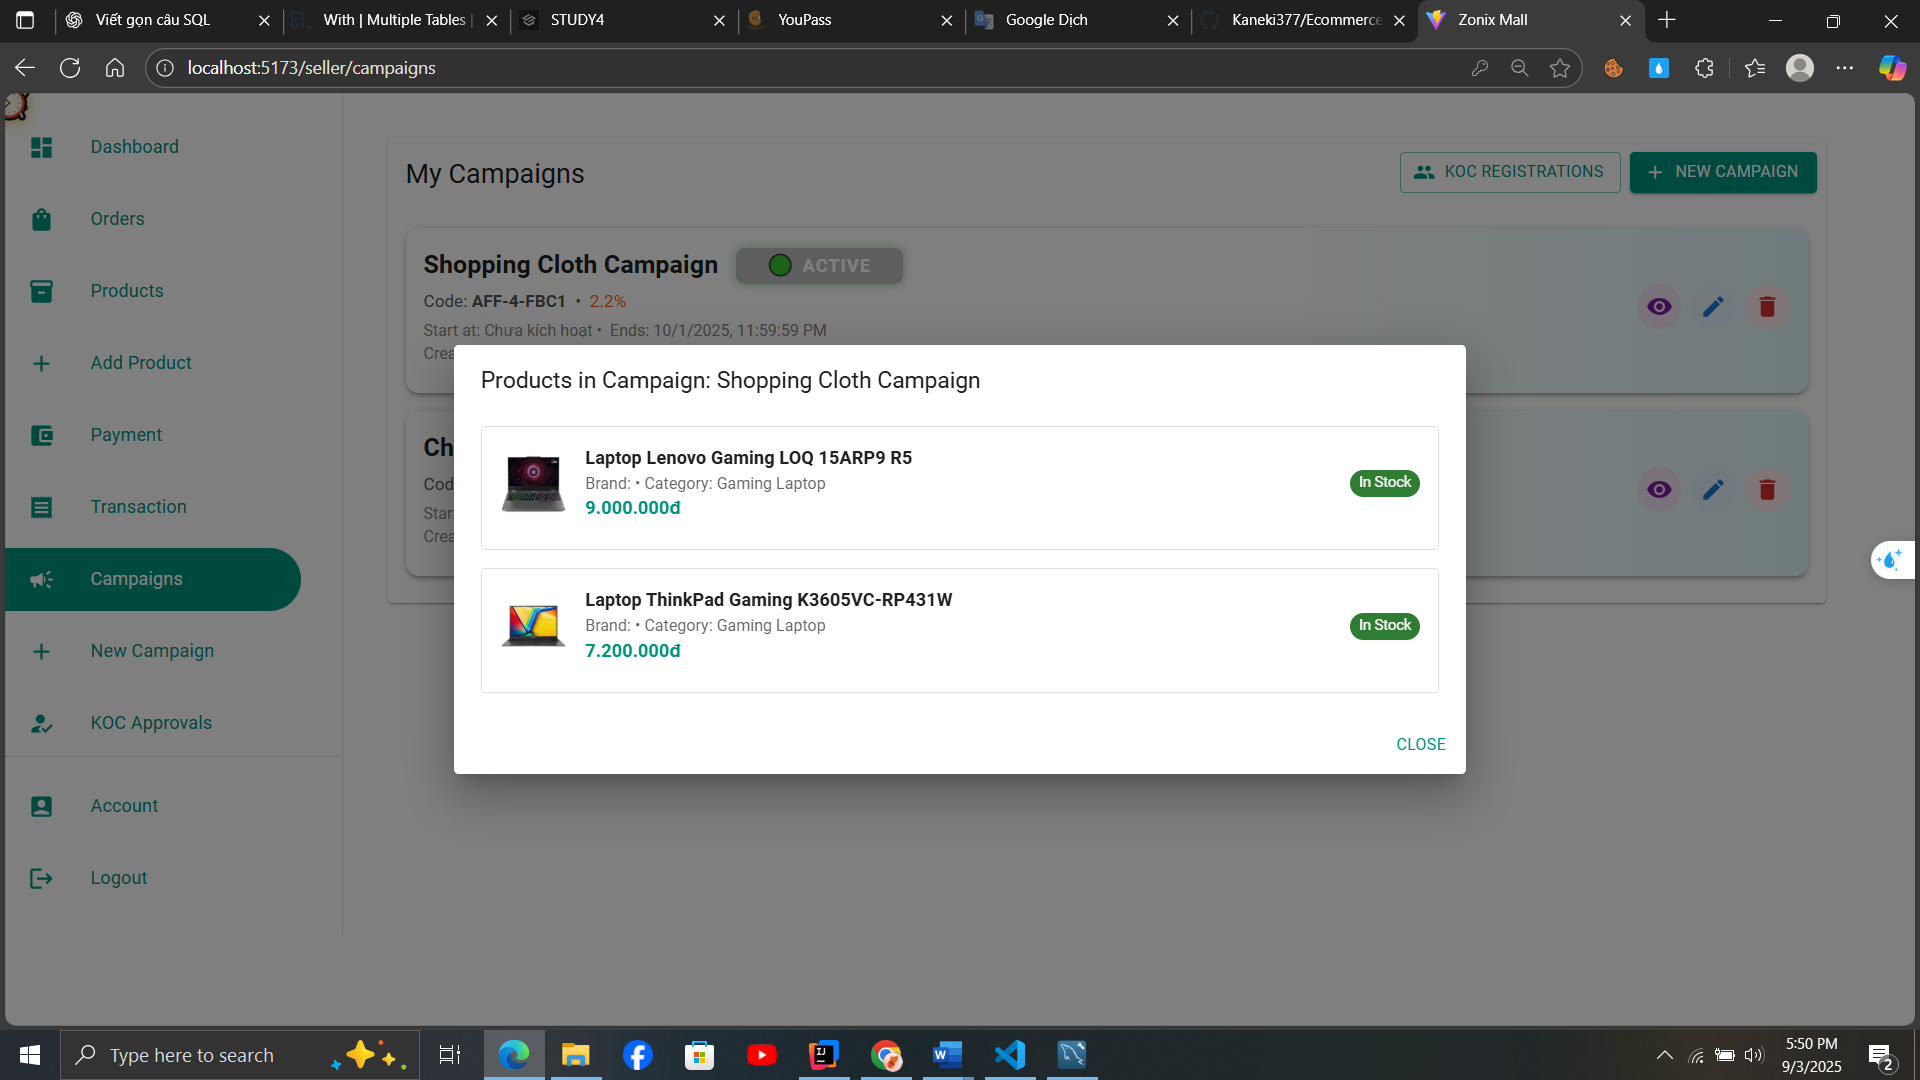 Viết gọn câu SQL
With | Multiple Tables |
STUDY4
YouPass
Google Dịch
Kaneki377/Ecommerce
Zonix Mall
localhost:5173/seller/campaigns
Dashboard
Orders
Products
Add Product
Payment
Transaction
Campaigns
New Campaign
KOC Approvals
Account
Logout
My Campaigns
KOC REGISTRATIONS
NEW CAMPAIGN
Shopping Cloth Campaign
ACTIVE
Code: AFF-4-FBC1 • 2.2%
Start at: Chưa kích hoạt • Ends: 10/1/2025, 11:59:59 PM
Crea
Ch
Cod
Star
Crea
Products in Campaign: Shopping Cloth Campaign
Laptop Lenovo Gaming LOQ 15ARP9 R5
Brand: • Category: Gaming Laptop
9.000.000đ
In Stock
Laptop ThinkPad Gaming K3605VC-RP431W
Brand: • Category: Gaming Laptop
7.200.000đ
In Stock
CLOSE
Type here to search
5:50 PM
9/3/2025
2